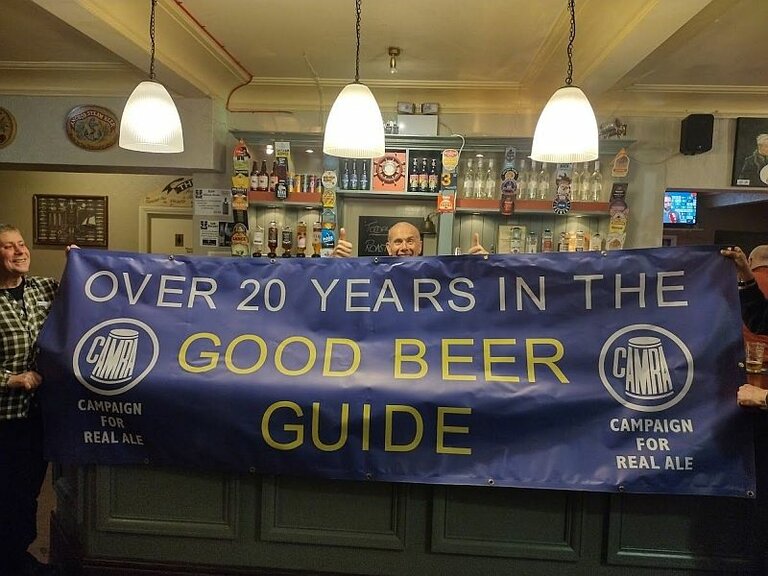 OVER 20 YEARS IN THE
GOOD BEER
GUIDE
CAMRA
CAMPAIGN
FOR
REAL ALE
CAMRA
CAMPAIGN
FOR
REAL ALE